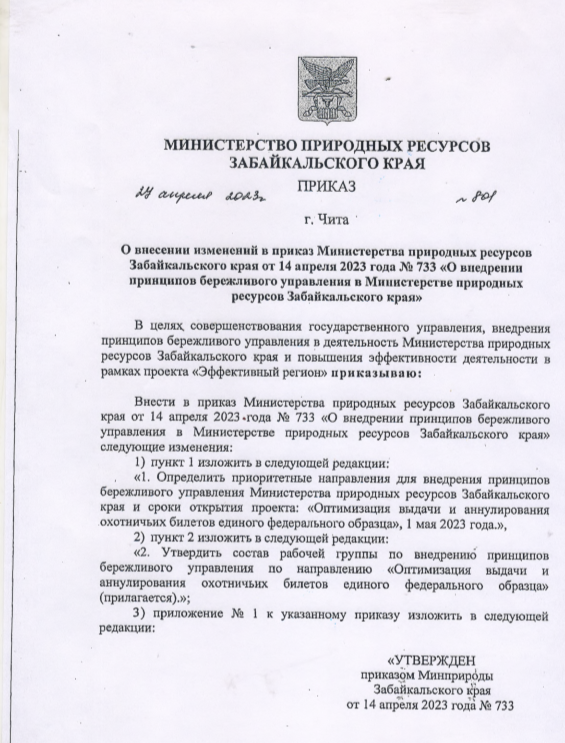 МИНИСТЕРСТВО ПРИРОДНЫХ РЕСУРСОВ
ЗАБАЙКАЛЬСКОГО КРАЯ
ПРИКАЗ
24 апреля 2023г № 801
г. Чита
О внесении изменений в приказ Министерства природных ресурсов
Забайкальского края от 14 апреля 2023 года № 733 «О внедрении
принципов бережливого управления в Министерстве природных
ресурсов Забайкальского края»
В целях совершенствования государственного управления, внедрения
принципов бережливого управления в деятельность Министерства природных
ресурсов Забайкальского края и повышения эффективности деятельности в
рамках проекта «Эффективный регион» приказываю:
Внести в приказ Министерства природных ресурсов Забайкальского
края от 14 апреля 2023 года № 733 «О внедрении принципов бережливого
управления в Министерстве природных ресурсов Забайкальского края»
следующие изменения:
1) пункт 1 изложить в следующей редакции:
«1. Определить приоритетные направления для внедрения принципов
бережливого управления Министерства природных ресурсов Забайкальского
края и сроки открытия проекта: «Оптимизация выдачи и аннулирования
охотничьих билетов единого федерального образца», 1 мая 2023 года.»,
2) пункт 2 изложить в следующей редакции:
«2. Утвердить состав рабочей группы по внедрению принципов
бережливого управления по направлению «Оптимизация выдачи и
аннулирования охотничьих билетов единого федерального образца»
(прилагается).»;
3) приложение № 1 к указанному приказу изложить в следующей
редакции:
«УТВЕРЖДЕН
приказом Минприроды
Забайкальского края
от 14 апреля 2023 года № 733